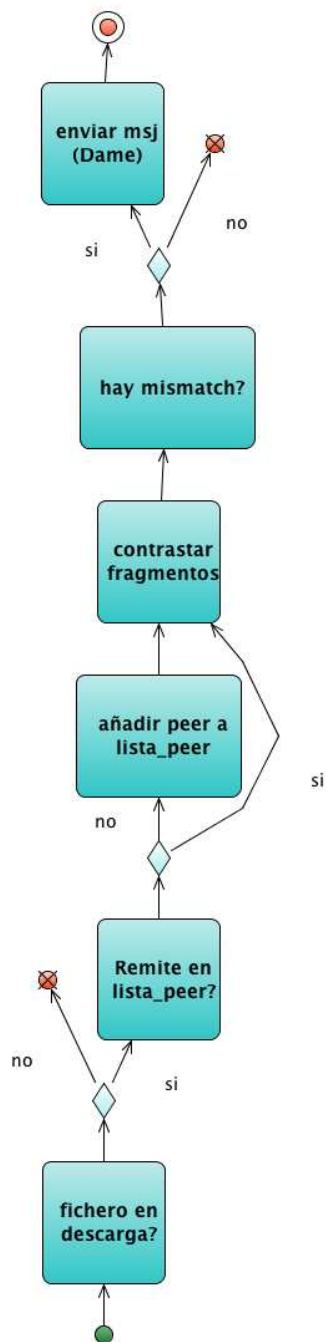 enviar msj
(Dame)
si
no
hay mismatch?
contrastar
fragmentos
añadir peer a
lista_peer
si
no
Remite en
lista_peer?
no
si
fichero en
descarga?